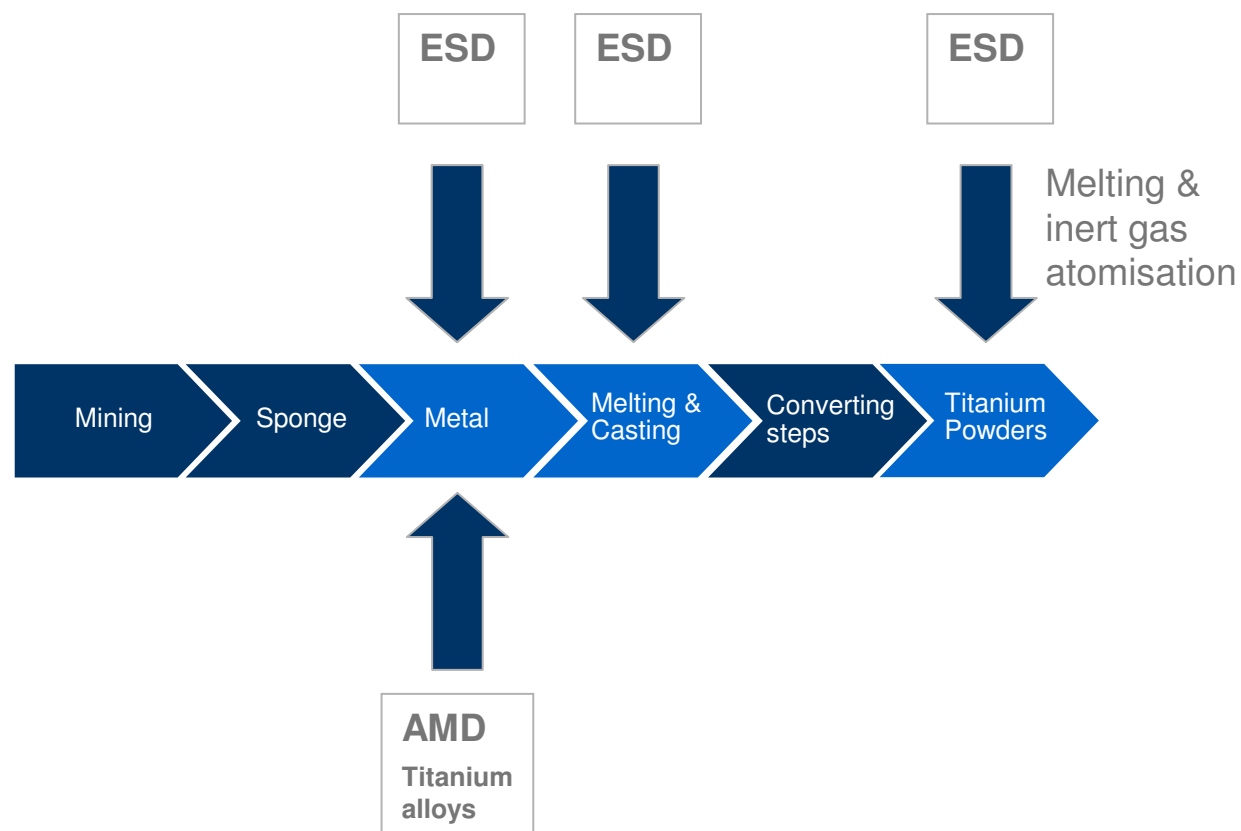 ESD
ESD
ESD
Melting &
inert gas
atomisation
Mining
Sponge
Metal
Melting &
Casting
Converting
steps
Titanium
Powders
AMD
Titanium
alloys